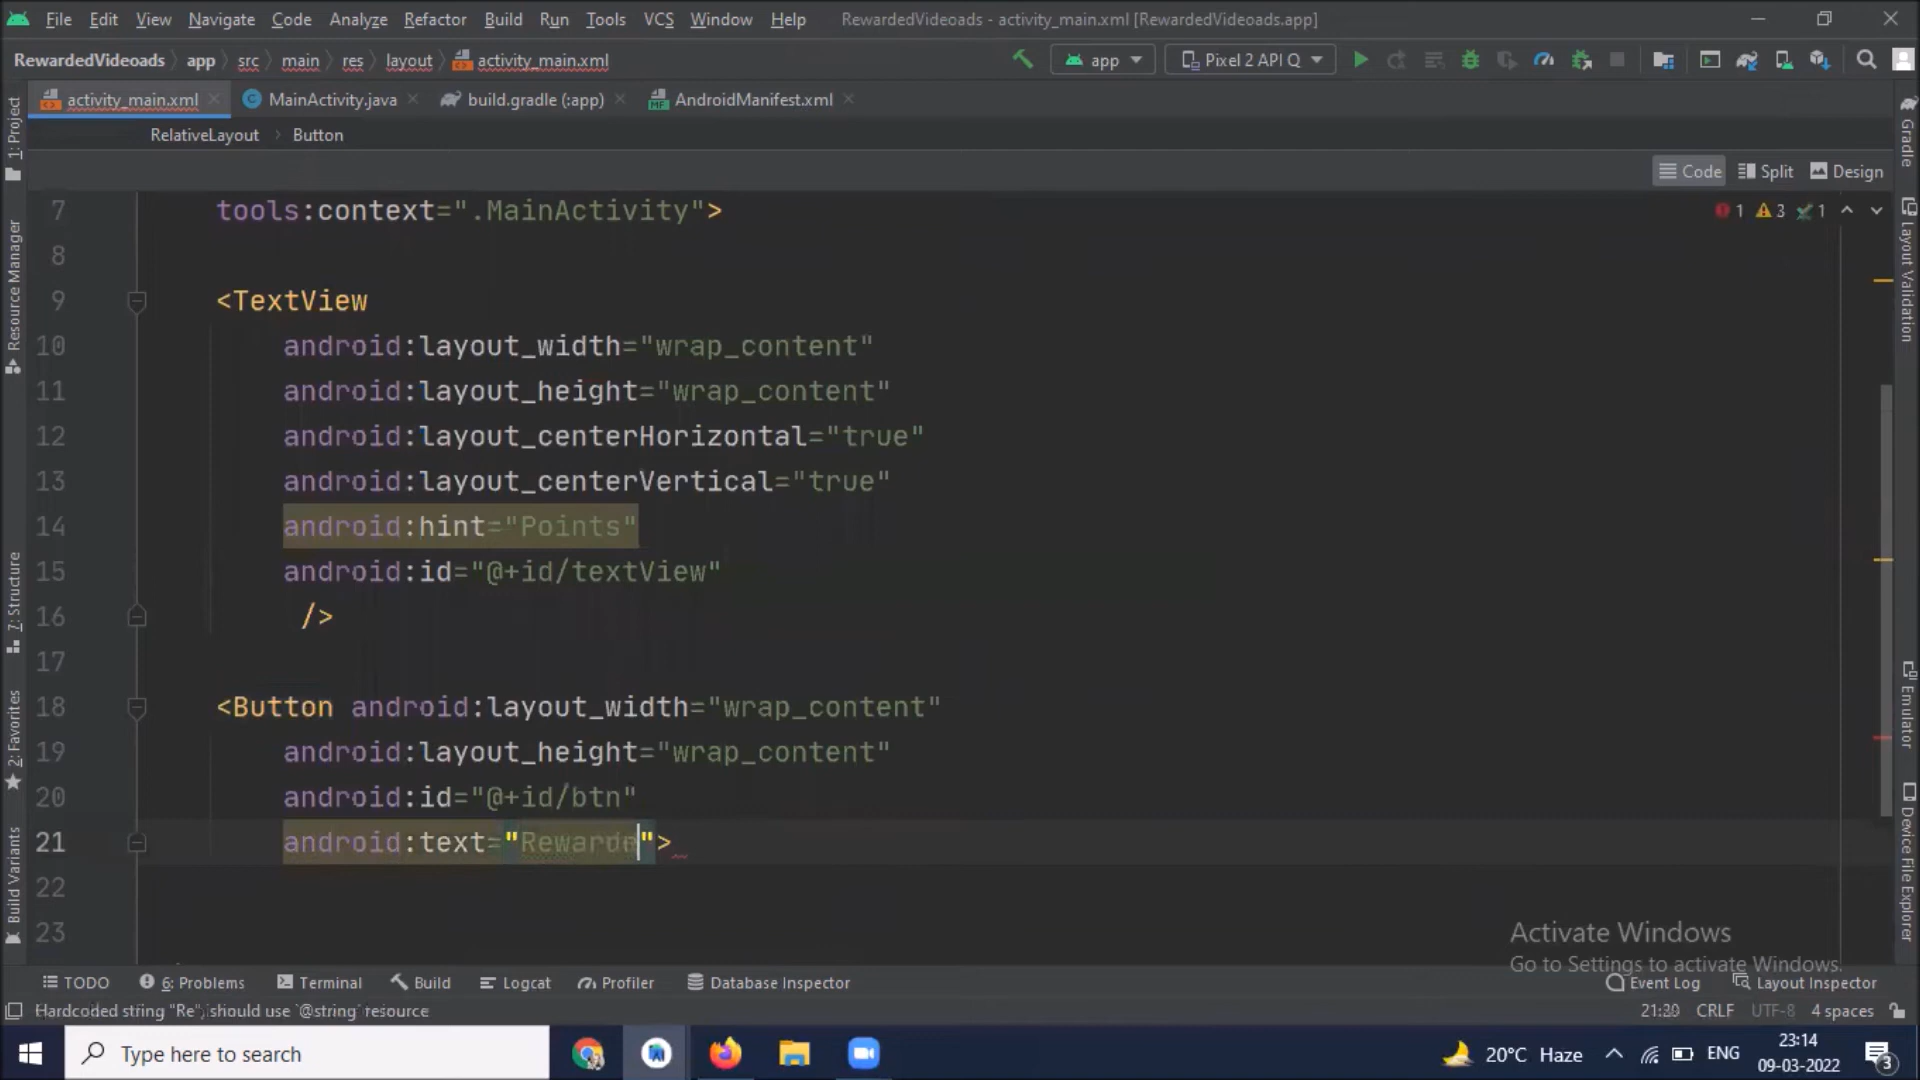 File Edit View Navigate Code Analyze Refactor Build Run Tools VCS Window Help RewardedVideoads - activity_main.xml [RewardedVideoads.app]
RewardedVideoads app src main res layout activity_main.xml app Pixel 2 API Q
activity_main.xml MainActivity.java build.gradle (:app) AndroidManifest.xml
RelativeLayout Button
Code Split Design
7 tools:context=".MainActivity"> 1 3 1
8
9 <TextView
10 android:layout_width="wrap_content"
11 android:layout_height="wrap_content"
12 android:layout_centerHorizontal="true"
13 android:layout_centerVertical="true"
14 android:hint="Points"
15 android:id="@+id/textView"
16 />
17
18 <Button android:layout_width="wrap_content"
19 android:layout_height="wrap_content"
20 android:id="@+id/btn"
21 android:text="Rewarde">
22
23
1: Project
Resource Manager
7: Structure
2: Favorites
Build Variants
Gradle
Layout Validation
Emulator
Device File Explorer
Activate Windows
Go to Settings to activate Windows.
TODO 6: Problems Terminal Build Logcat Profiler Database Inspector Event Log Layout Inspector
Hardcoded string "Re", should use `@string` resource 21:30 CRLF UTF-8 4 spaces
Type here to search 20°C Haze ENG 23:14
09-03-2022 3